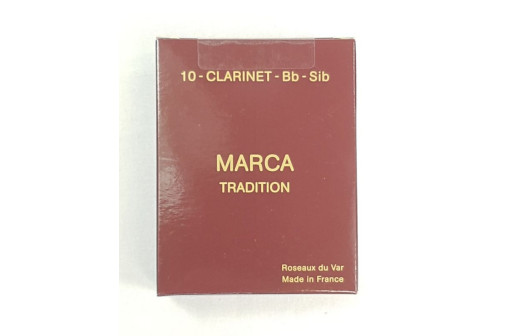 10 - CLARINET - Bb - Sib
MARCA
TRADITION
Roseaux du Var
Made in France